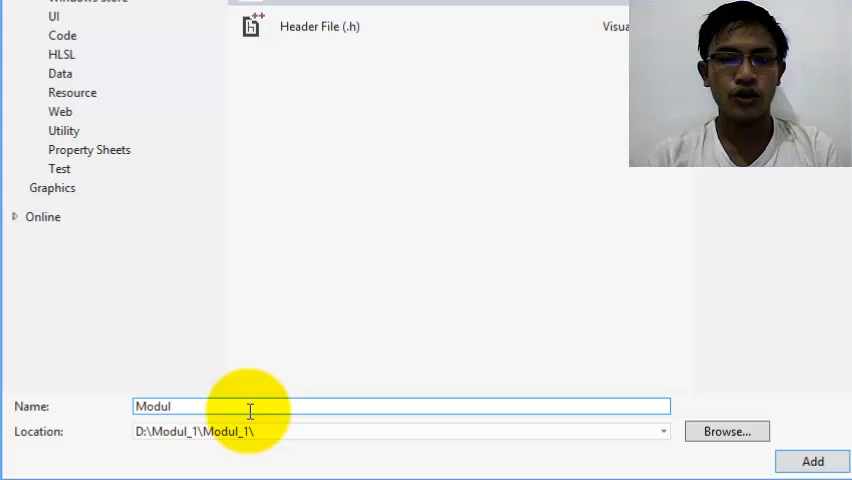 UI
Code
HLSL
Data
Resource
Web
Utility
Property Sheets
Test
Graphics
Online
Header File (.h)
Name: Modul
Location: D:\Modul_1\Modul_1\
Browse...
Add